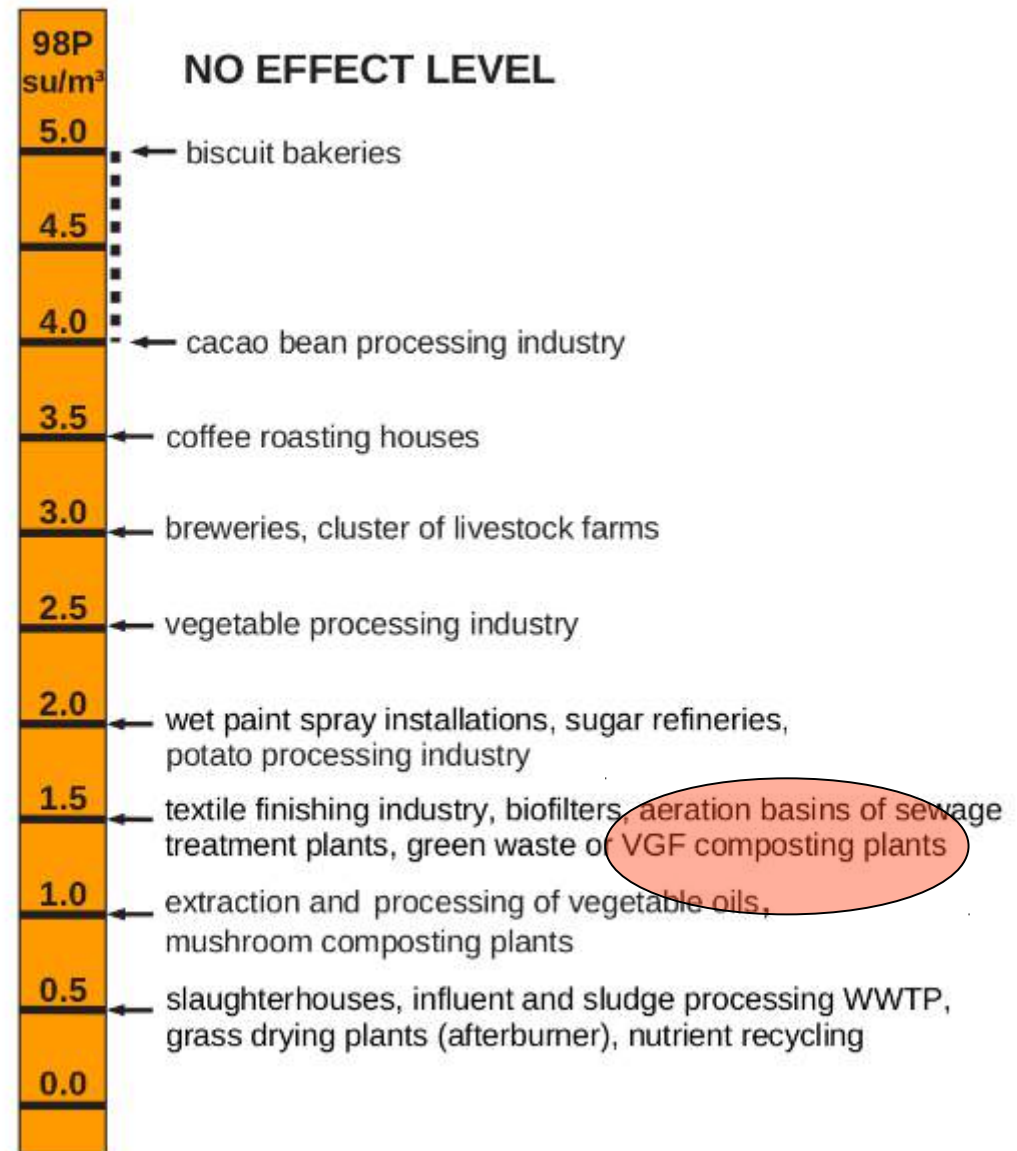 98P
su/m³
NO EFFECT LEVEL
5.0
biscuit bakeries
4.5
4.0
cacao bean processing industry
3.5
coffee roasting houses
3.0
breweries, cluster of livestock farms
2.5
vegetable processing industry
2.0
wet paint spray installations, sugar refineries,
potato processing industry
1.5
textile finishing industry, biofilters, aeration basins of sewage
treatment plants, green waste or VGF composting plants
1.0
extraction and processing of vegetable oils,
mushroom composting plants
0.5
slaughterhouses, influent and sludge processing WWTP,
grass drying plants (afterburner), nutrient recycling
0.0